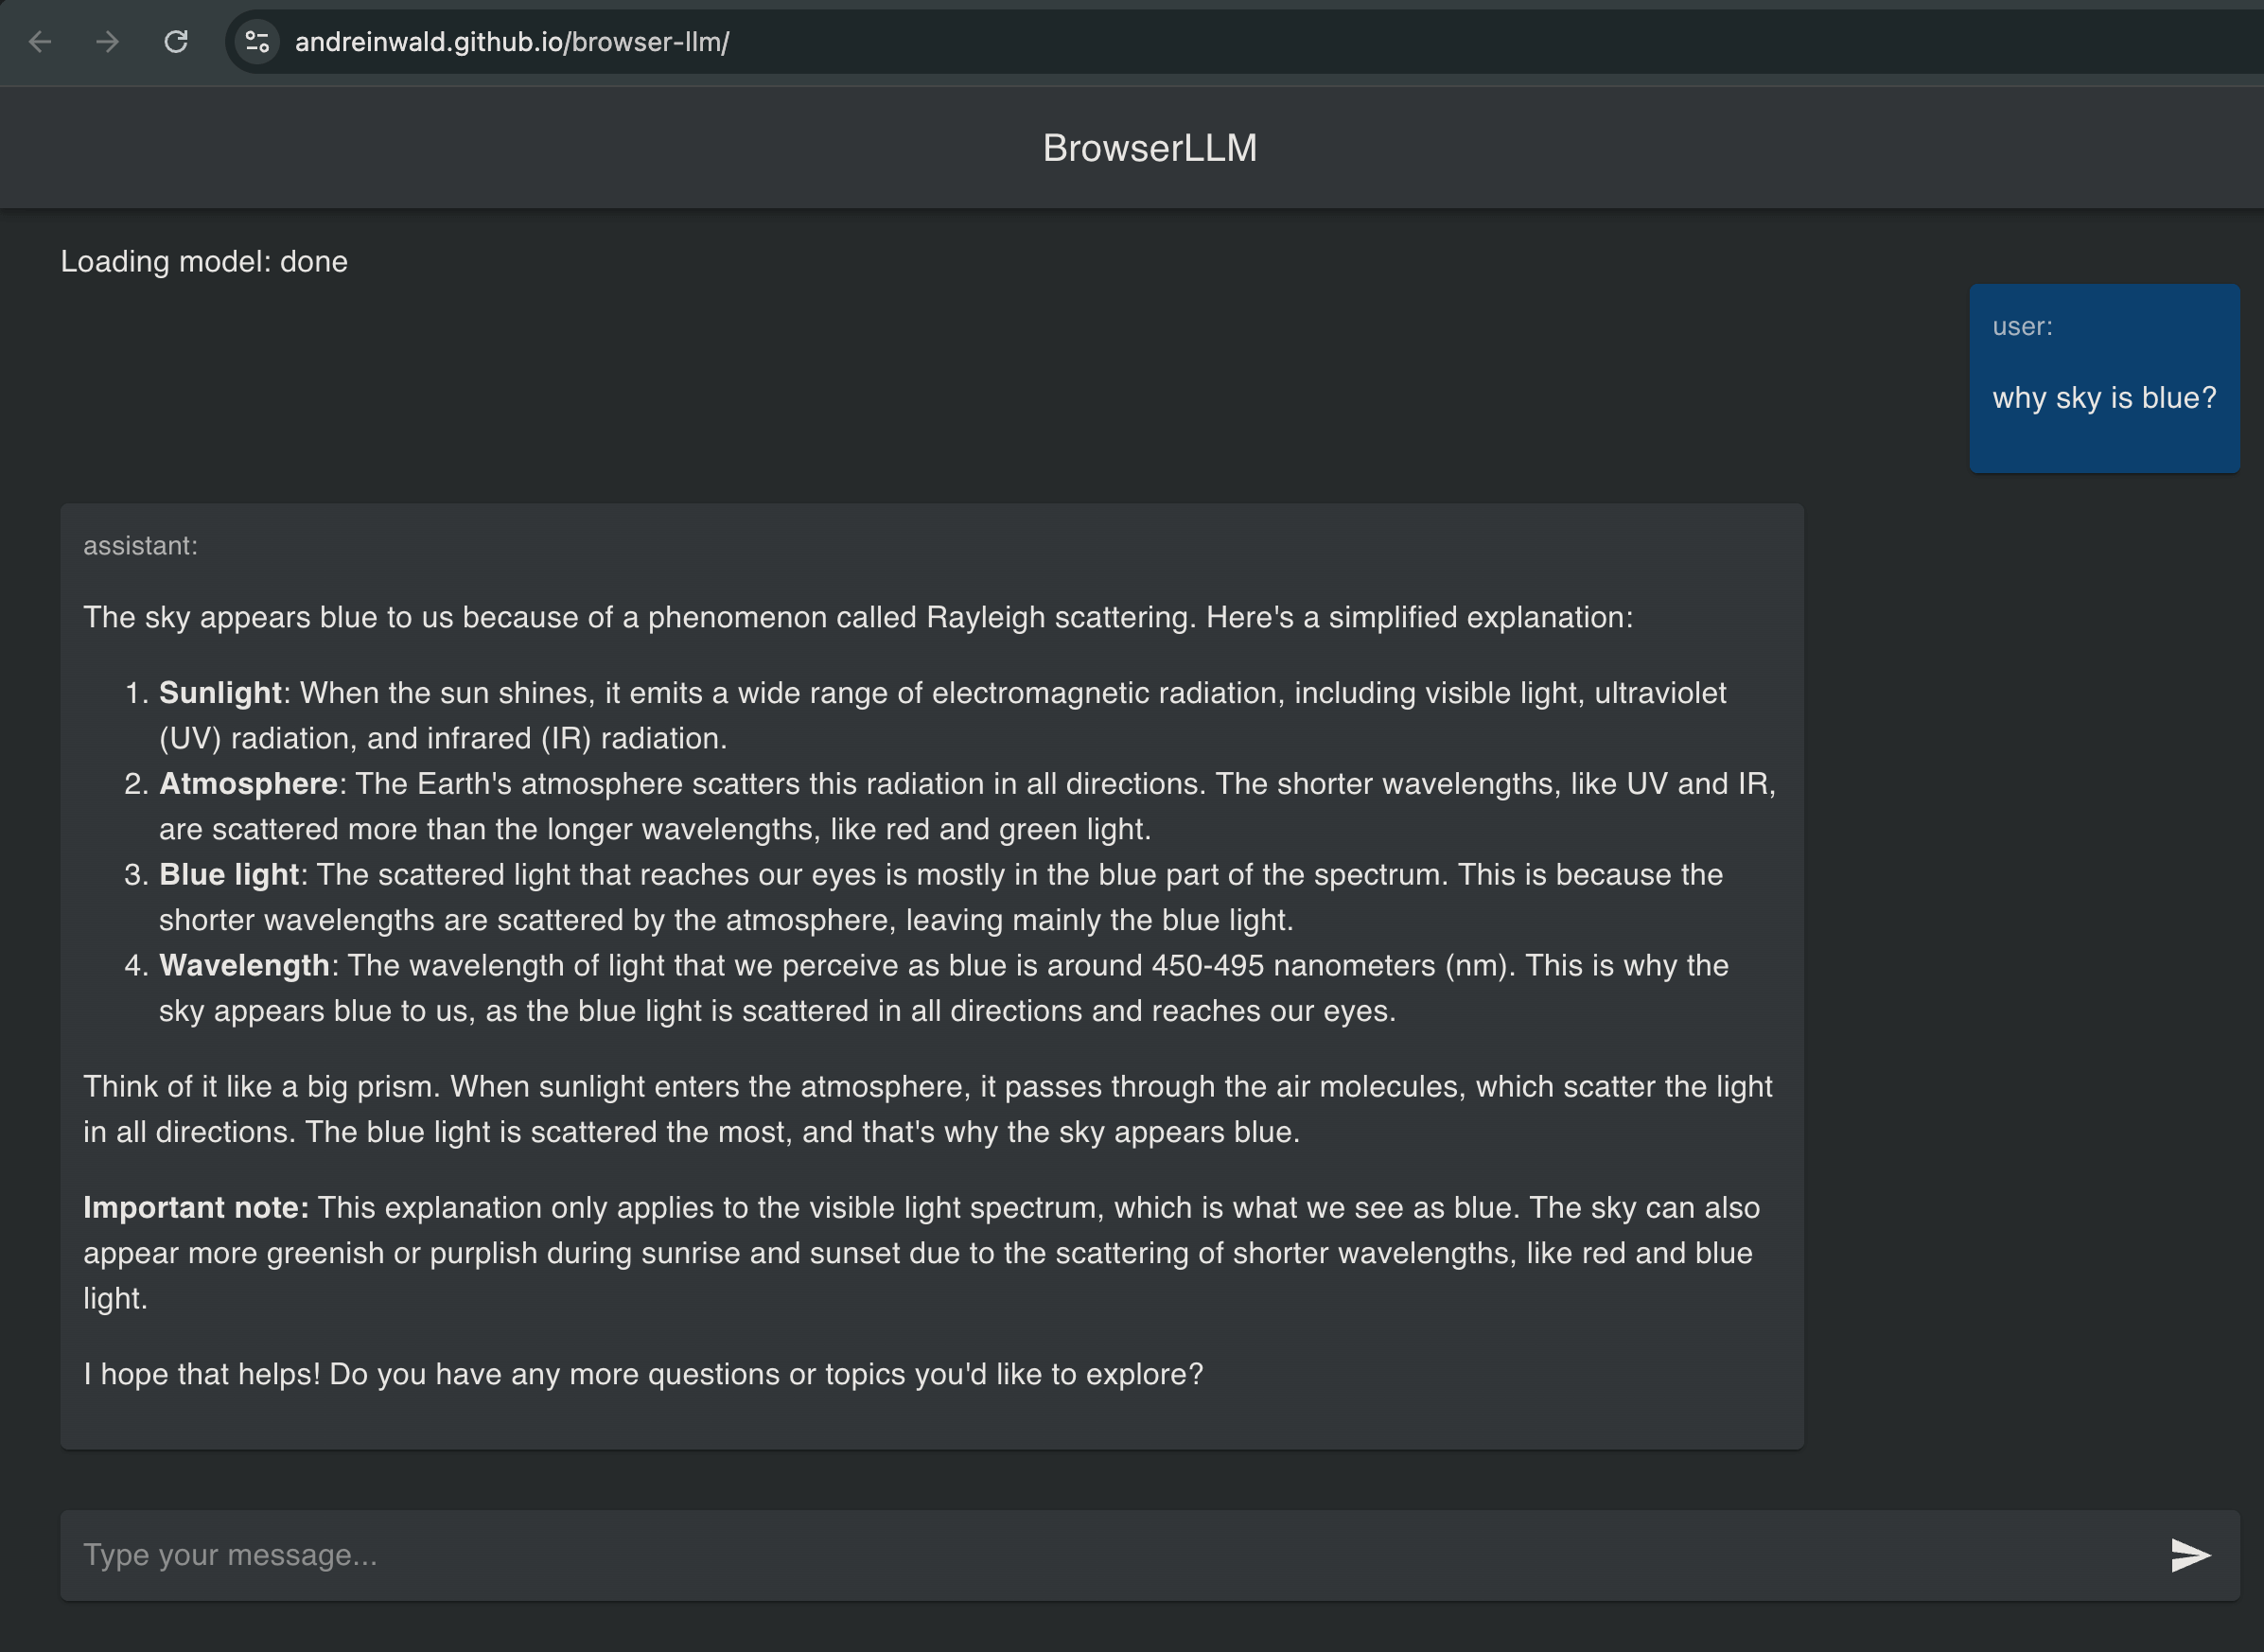 andreinwald.github.io/browser-llm/
BrowserLLM
Loading model: done
user:
why sky is blue?
assistant:
The sky appears blue to us because of a phenomenon called Rayleigh scattering. Here's a simplified explanation:
1. Sunlight: When the sun shines, it emits a wide range of electromagnetic radiation, including visible light, ultraviolet
(UV) radiation, and infrared (IR) radiation.
2. Atmosphere: The Earth's atmosphere scatters this radiation in all directions. The shorter wavelengths, like UV and IR,
are scattered more than the longer wavelengths, like red and green light.
3. Blue light: The scattered light that reaches our eyes is mostly in the blue part of the spectrum. This is because the
shorter wavelengths are scattered by the atmosphere, leaving mainly the blue light.
4. Wavelength: The wavelength of light that we perceive as blue is around 450-495 nanometers (nm). This is why the
sky appears blue to us, as the blue light is scattered in all directions and reaches our eyes.
Think of it like a big prism. When sunlight enters the atmosphere, it passes through the air molecules, which scatter the light
in all directions. The blue light is scattered the most, and that's why the sky appears blue.
Important note: This explanation only applies to the visible light spectrum, which is what we see as blue. The sky can also
appear more greenish or purplish during sunrise and sunset due to the scattering of shorter wavelengths, like red and blue
light.
I hope that helps! Do you have any more questions or topics you'd like to explore?
Type your message...